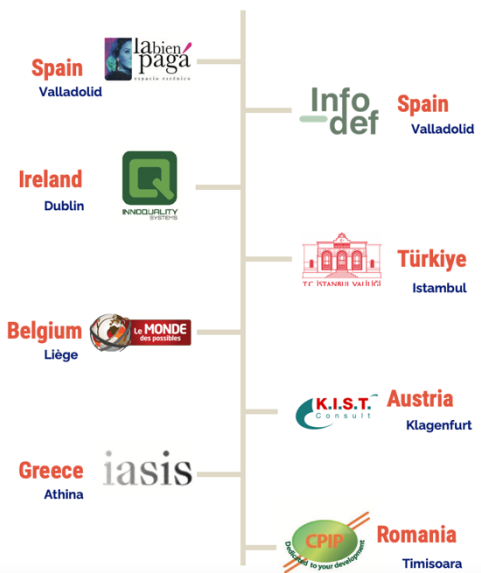 Spain
Valladolid
labien
pagá
espacio escénico
Info
def
Spain
Valladolid
Ireland
Dublin
Q
INNOQUALITY
SYSTEMS
T.C. İSTANBUL VALİLİĞİ
Türkiye
Istambul
Belgium
Liège
Le MONDE
des possibles
K.I.S.T.
Consult
Austria
Klagenfurt
Greece
Athina
iasis
CPIP
Dedicated to your development
Romania
Timisoara